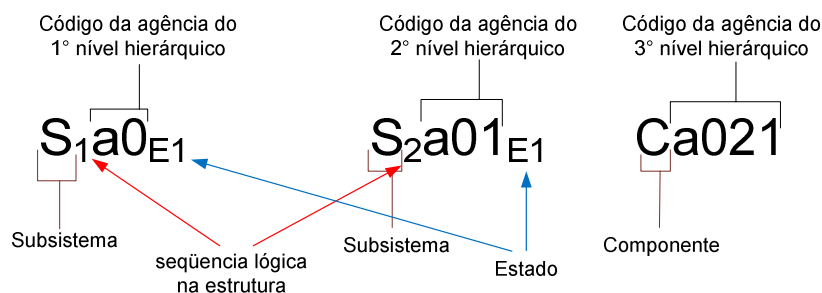 Código da agência do
1° nível hierárquico
Código da agência do
2° nível hierárquico
Código da agência do
3° nível hierárquico
S1a0E1
S2a01E1
Ca021
Subsistema
seqüencia lógica
na estrutura
Subsistema
Estado
Componente